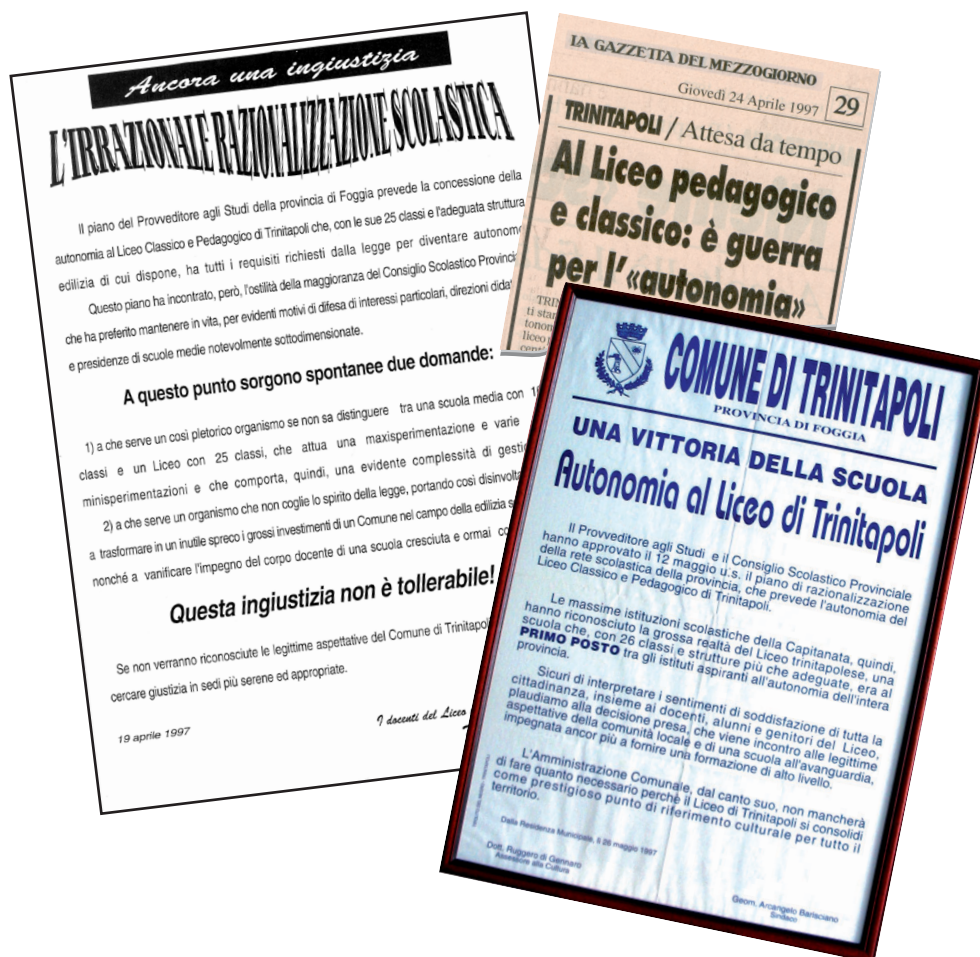 Ancora una ingiustizia
L'IRRAZIONALE RAZIONALIZZAZIONE SCOLASTICA
Il piano del Provveditore agli Studi della provincia di Foggia prevede la concessione della
autonomia al Liceo Classico e Pedagogico di Trinitapoli che, con le sue 25 classi e l'adeguata struttura
edilizia di cui dispone, ha tutti i requisiti richiesti dalla legge per diventare autonomo
Questo piano ha incontrato, però, l'ostilità della maggioranza del Consiglio Scolastico
che ha preferito mantenere in vita, per evidenti motivi di difesa di interessi particolari, direzioni
e presidenze di scuole medie notevolmente sottodimensionate.
A questo punto sorgono spontanee due domande:
1) a che serve un così pletorico organismo se non sa distinguere tra una scuola media con
classi e un Liceo con 25 classi, che attua una maxisperimentazione e varie
minisperimentazioni e che comporta, quindi, una evidente complessità di
2) a che serve un organismo che non coglie lo spirito della legge, portando così
a trasformare in un inutile spreco i grossi investimenti di un Comune nel campo della edilizia
nonché a vanificare l'impegno del corpo docente di una scuola cresciuta e ormai
Questa ingiustizia non è tollerabile!
Se non verranno riconosciute le legittime aspettative del Comune di
cercare giustizia in sedi più serene ed appropriate.
19 aprile 1997
I docenti del Liceo
LA GAZZETTA DEL MEZZOGIORNO
Giovedì 24 Aprile 1997 29
TRINITAPOLI / Attesa da tempo
Al Liceo pedagogico
e classico: è guerra
per l'«autonomia»
COMUNE DI TRINITAPOLI
PROVINCIA DI FOGGIA
UNA VITTORIA DELLA SCUOLA
Autonomia al Liceo di Trinitapoli
Il Provveditore agli Studi e il Consiglio Scolastico Provinciale
hanno approvato il 12 maggio u.s. il piano di razionalizzazione
della rete scolastica della provincia, che prevede l'autonomia del
Liceo Classico e Pedagogico di Trinitapoli.
Le massime istituzioni scolastiche della Capitanata, quindi,
hanno riconosciuto la grossa realtà del Liceo trinitapolese, una
scuola che, con 26 classi e strutture più che adeguate, era al
PRIMO POSTO tra gli istituti aspiranti all'autonomia dell'intera
provincia.
Sicuri di interpretare i sentimenti di soddisfazione di tutta la
cittadinanza, insieme ai docenti, alunni e genitori del Liceo,
plaudiamo alla decisione presa, che viene incontro alle legittime
aspettative della comunità locale e di una scuola all'avanguardia,
impegnata ancor più a fornire una formazione di alto livello.
L'Amministrazione Comunale, dal canto suo, non mancherà
di fare quanto necessario perché il Liceo di Trinitapoli si consolidi
come prestigioso punto di riferimento culturale per tutto il
territorio.
Dalla Residenza Municipale, li 26 maggio 1997
Dott. Ruggero di Gennaro
Assessore alla Cultura
Geom. Arcangelo Barisciano
Sindaco